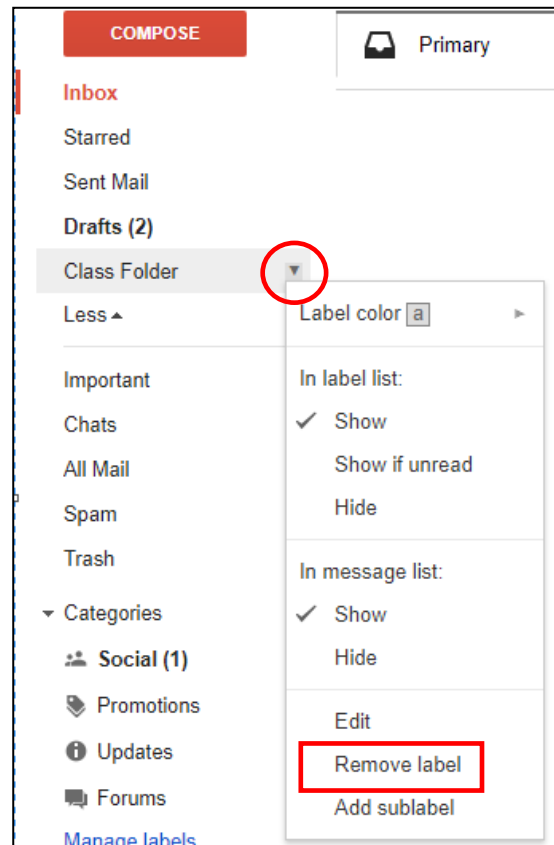 COMPOSE
Primary
Inbox
Starred
Sent Mail
Drafts (2)
Class Folder
Less
Important
Chats
All Mail
Spam
Trash
Categories
Social (1)
Promotions
Updates
Forums
Manage labels
Label color a
In label list:
Show
Show if unread
Hide
In message list:
Show
Hide
Edit
Remove label
Add sublabel